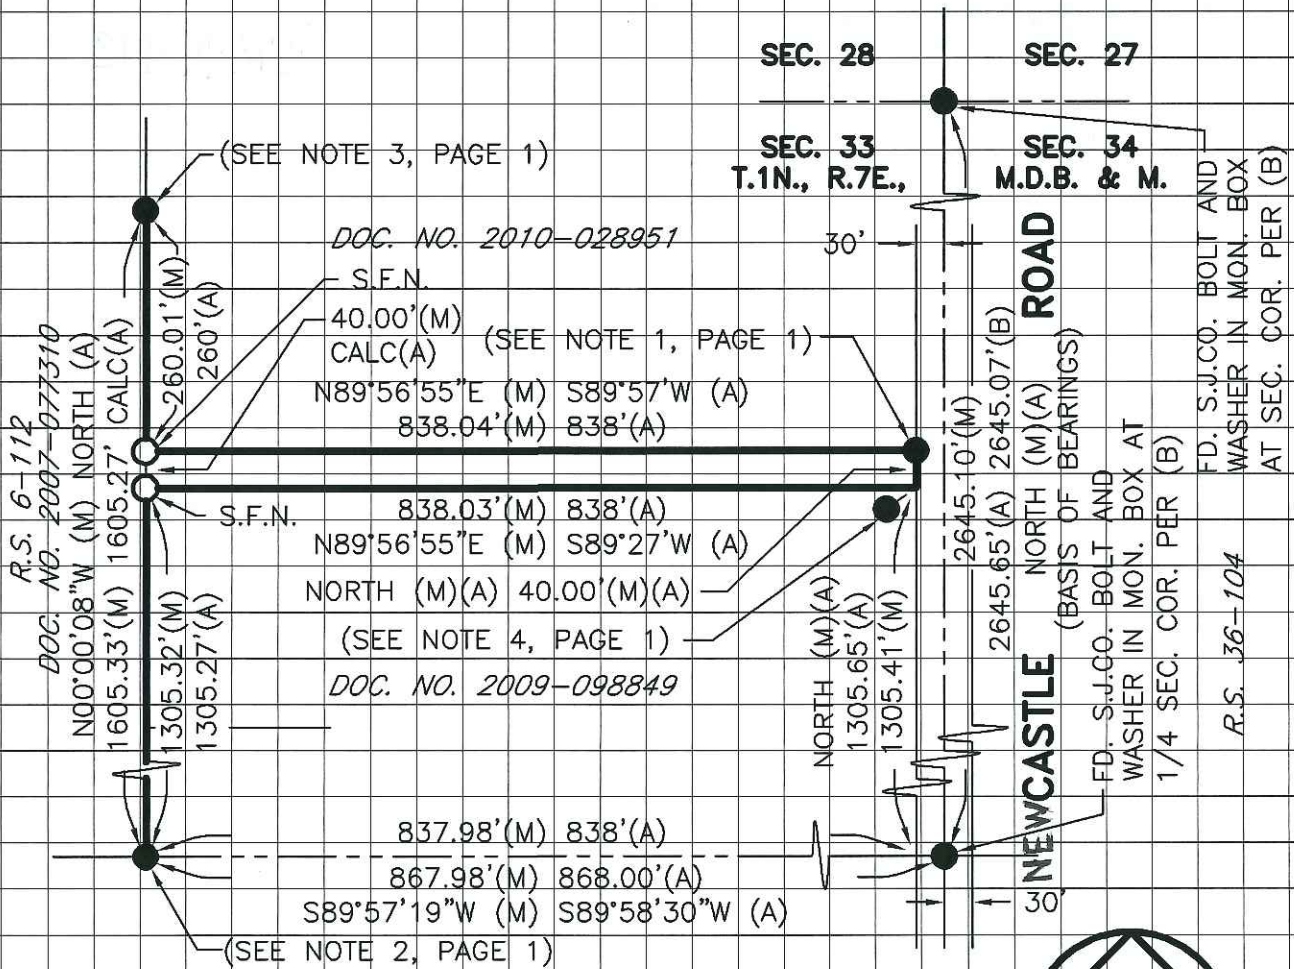 SEC. 28
SEC. 27
SEC. 33
SEC. 34
T.1N., R.7E.,
M.D.B. & M.
(SEE NOTE 3, PAGE 1)
DOC. NO. 2010-028951
30'
S.F.N.
40.00'(M)
CALC(A)
(SEE NOTE 1, PAGE 1)
N89°56'55"E (M) S89°57'W (A)
838.04'(M) 838'(A)
838.03'(M) 838'(A)
N89°56'55"E (M) S89°27'W (A)
S.F.N.
NORTH (M)(A) 40.00'(M)(A)
(SEE NOTE 4, PAGE 1)
DOC. NO. 2009-098849
837.98'(M) 838'(A)
867.98'(M) 868.00'(A)
S89°57'19"W (M) S89°58'30"W (A)
(SEE NOTE 2, PAGE 1)
30'
R.S. 6-112
DOC. NO. 2007-077310
N00°00'08"W (M) NORTH (A)
1605.33'(M) 1605.27' CALC(A)
260.01'(M)
260'(A)
1305.32'(M)
1305.27'(A)
NORTH (M)(A)
1305.65'(A)
1305.41'(M)
2645.10'(M)
2645.65'(A) 2645.07'(B)
NORTH (M)(A)
(BASIS OF BEARINGS)
NEWCASTLE ROAD
FD. S.J.CO. BOLT AND
WASHER IN MON. BOX AT
1/4 SEC. COR. PER (B)
FD. S.J.CO. BOLT AND
WASHER IN MON. BOX
AT SEC. COR. PER (B)
R.S. 36-104